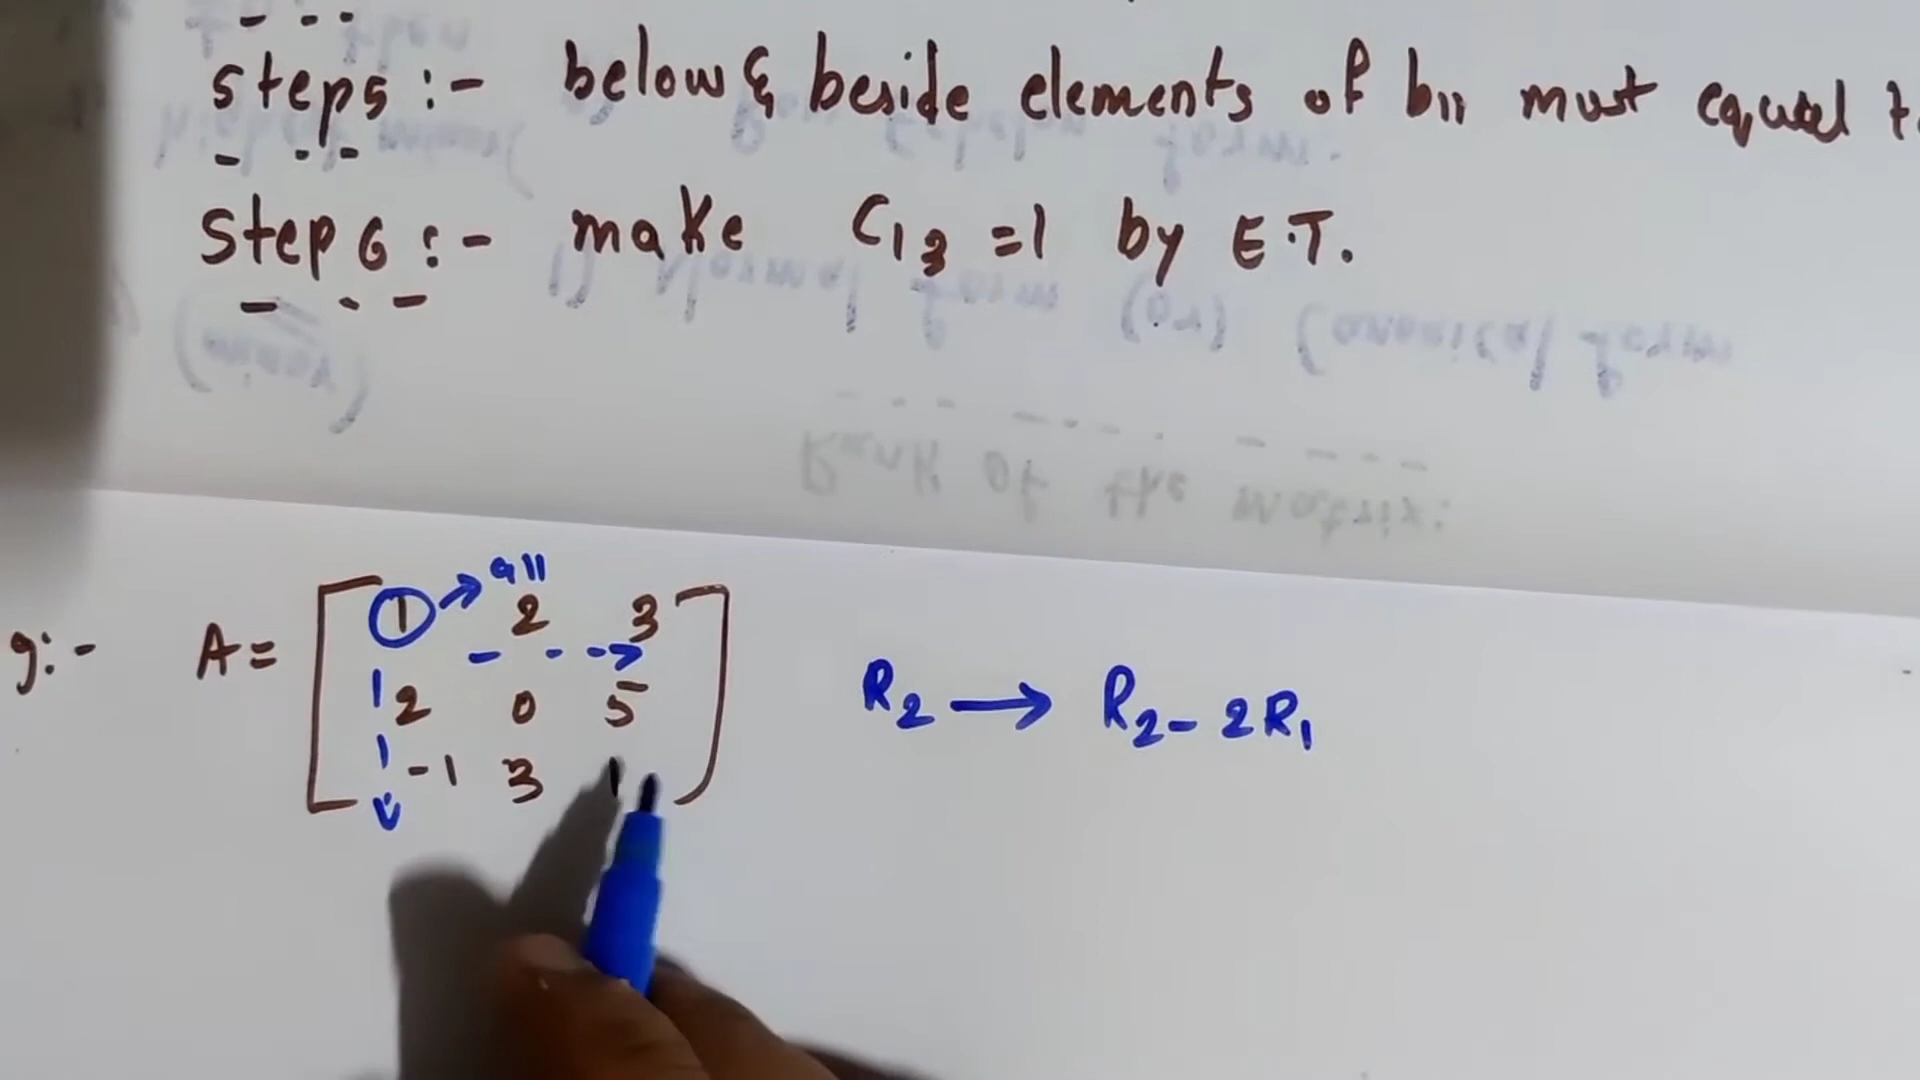 step5 :- below & beside elements of b11 must equal t
step 6 :- make C13 =1 by E.T.
g:- A= [ 1 → a11 2 3
2 0 5
-1 3 1 ]
R2 → R2 - 2R1